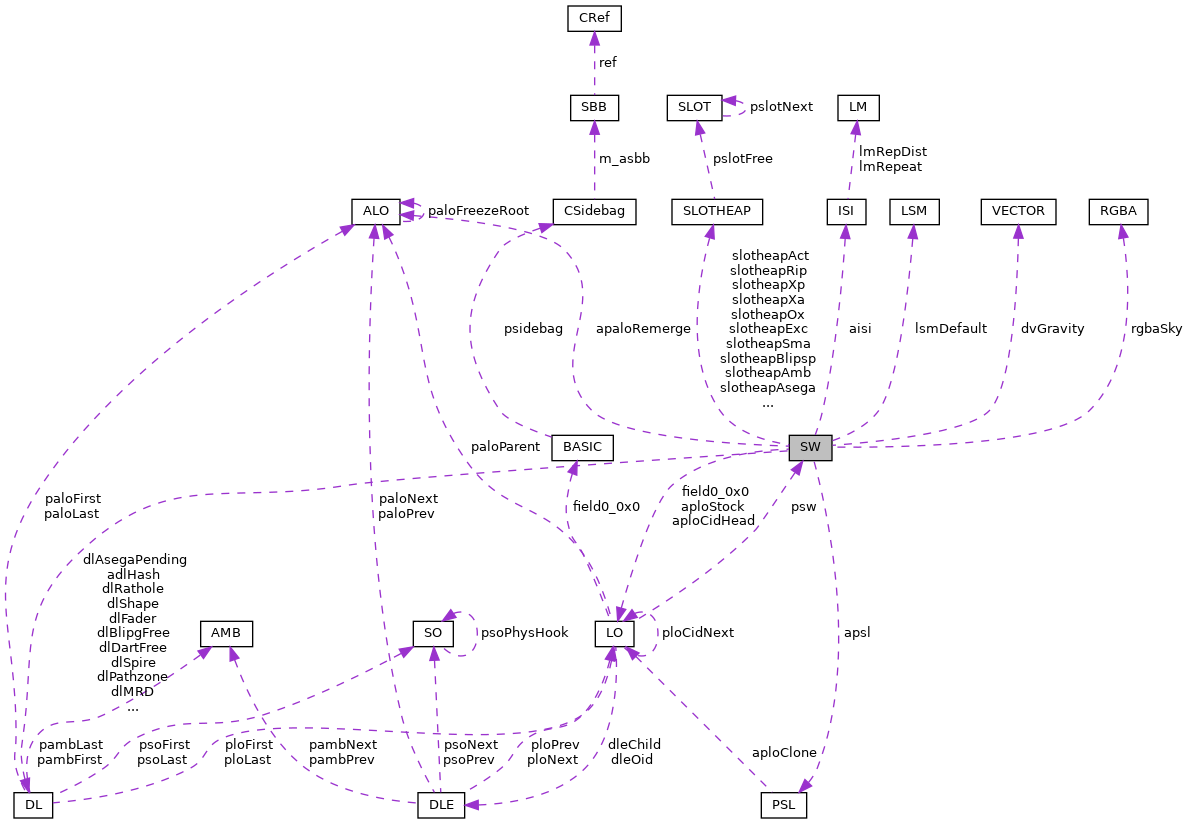 CRef
ref
SBB
SLOT
pslotNext
LM
m_asbb
pslotFree
lmRepDist
lmRepeat
ALO
paloFreezeRoot
CSidebag
SLOTHEAP
ISI
LSM
VECTOR
RGBA
slotheapAct
slotheapRip
slotheapXp
slotheapXa
slotheapOx
slotheapExc
slotheapSma
slotheapBlipsp
slotheapAmb
slotheapAsega
...
psidebag
apaloRemerge
aisi
lsmDefault
dvGravity
rgbaSky
paloParent
BASIC
SW
paloFirst
paloLast
paloNext
paloPrev
field0_0x0
field0_0x0
aploStock
aploCidHead
psw
dlAsegaPending
adlHash
dlRathole
dlShape
dlFader
dlBlipgFree
dlDartFree
dlSpire
dlPathzone
dlMRD
...
AMB
SO
psoPhysHook
LO
ploCidNext
apsl
pambLast
pambFirst
psoFirst
psoLast
ploFirst
ploLast
pambNext
pambPrev
psoNext
psoPrev
ploPrev
ploNext
dleChild
dleOid
aploClone
DL
DLE
PSL